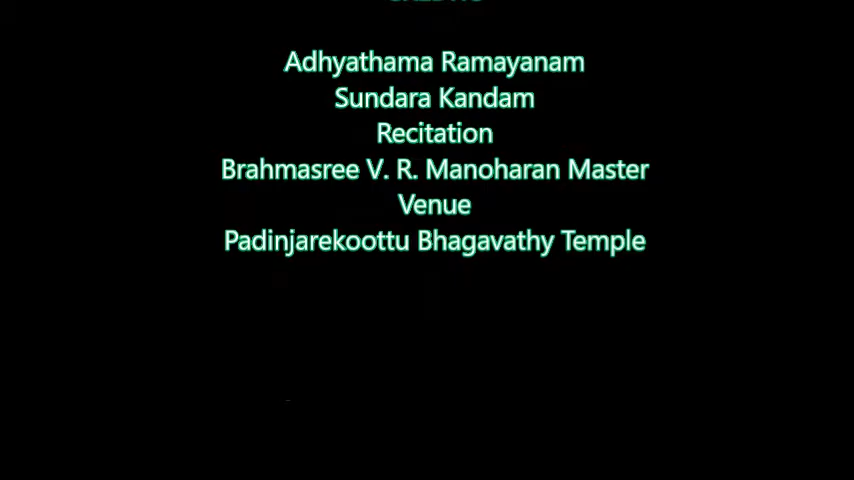 Adhyathama Ramayanam
Sundara Kandam
Recitation
Brahmasree V. R. Manoharan Master
Venue
Padinjarekoottu Bhagavathy Temple